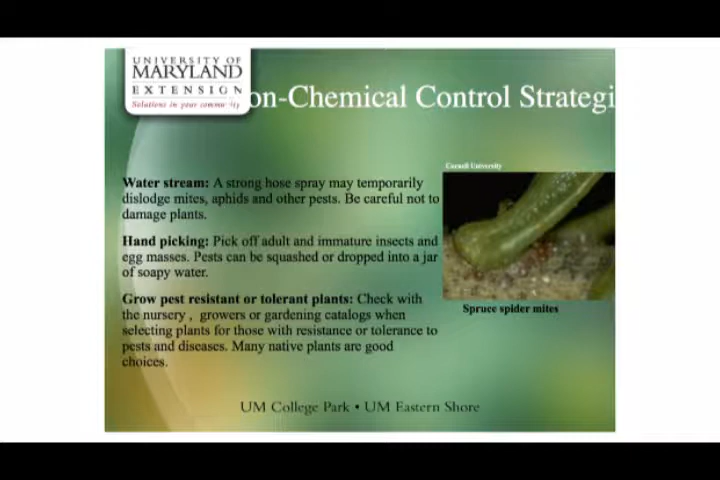 UNIVERSITY OF
MARYLAND
EXTENSION
Solutions in your community
on-Chemical Control Strategi
Cornell University
Water stream: A strong hose spray may temporarily
dislodge mites, aphids and other pests. Be careful not to
damage plants.
Hand picking: Pick off adult and immature insects and
egg masses. Pests can be squashed or dropped into a jar
of soapy water.
Spruce spider mites
Grow pest resistant or tolerant plants: Check with
the nursery , growers or gardening catalogs when
selecting plants for those with resistance or tolerance to
pests and diseases. Many native plants are good
choices.
UM College Park • UM Eastern Shore